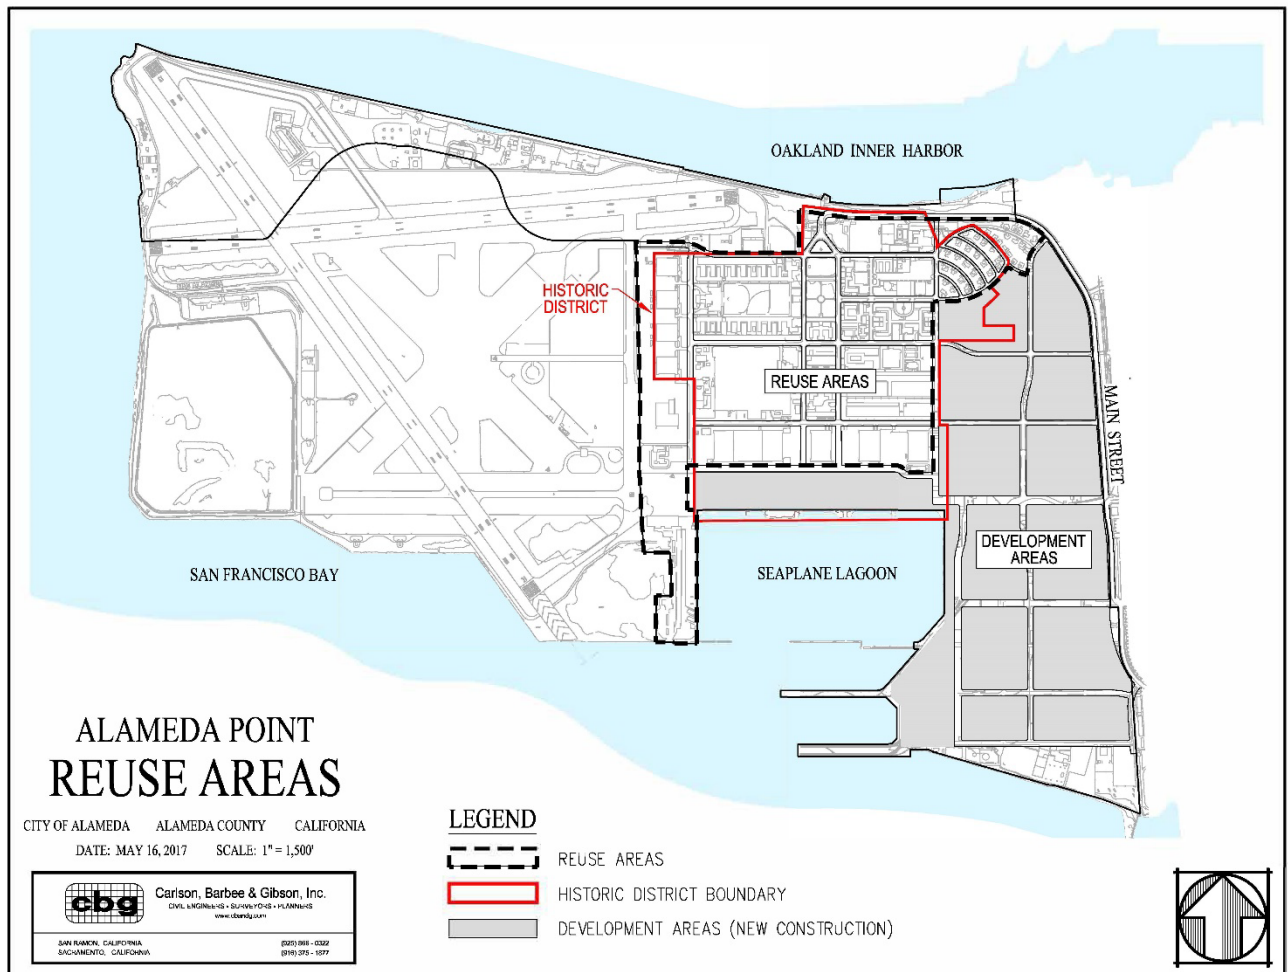 OAKLAND INNER HARBOR
HISTORIC
DISTRICT
REUSE AREAS
MAIN STREET
DEVELOPMENT
AREAS
SAN FRANCISCO BAY
SEAPLANE LAGOON
ALAMEDA POINT
REUSE AREAS
CITY OF ALAMEDA ALAMEDA COUNTY CALIFORNIA
DATE: MAY 16, 2017 SCALE: 1" = 1,500'
cbg
Carlson, Barbee & Gibson, Inc.
CIVIL ENGINEERS • SURVEYORS • PLANNERS
www.cbandg.com
SAN RAMON, CALIFORNIA (925) 866 - 0322
SACRAMENTO, CALIFORNIA (916) 375 - 1877
LEGEND
REUSE AREAS
HISTORIC DISTRICT BOUNDARY
DEVELOPMENT AREAS (NEW CONSTRUCTION)